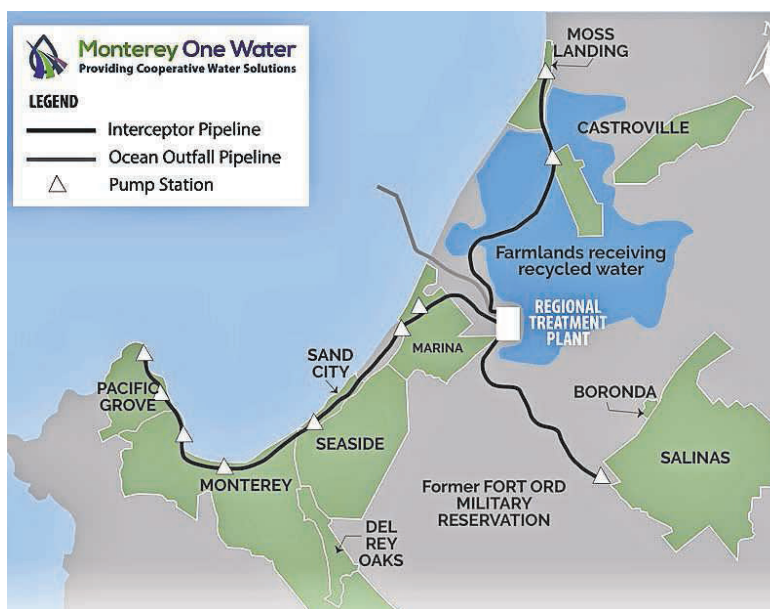 Monterey One Water
Providing Cooperative Water Solutions
LEGEND
Interceptor Pipeline
Ocean Outfall Pipeline
Pump Station
MOSS
LANDING
CASTROVILLE
Farmlands receiving
recycled water
REGIONAL
TREATMENT
PLANT
MARINA
SAND
CITY
PACIFIC
GROVE
SEASIDE
MONTEREY
BORONDA
SALINAS
Former FORT ORD
MILITARY
RESERVATION
DEL
REY
OAKS